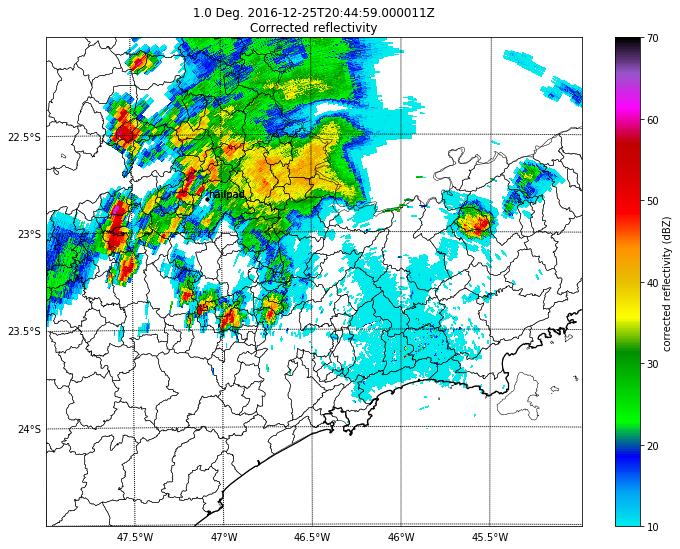 1.0 Deg. 2016-12-25T20:44:59.000011Z
Corrected reflectivity
22.5°S
23°S
23.5°S
24°S
hailpad
47.5°W
47°W
46.5°W
46°W
45.5°W
70
60
50
40
30
20
10
corrected reflectivity (dBZ)